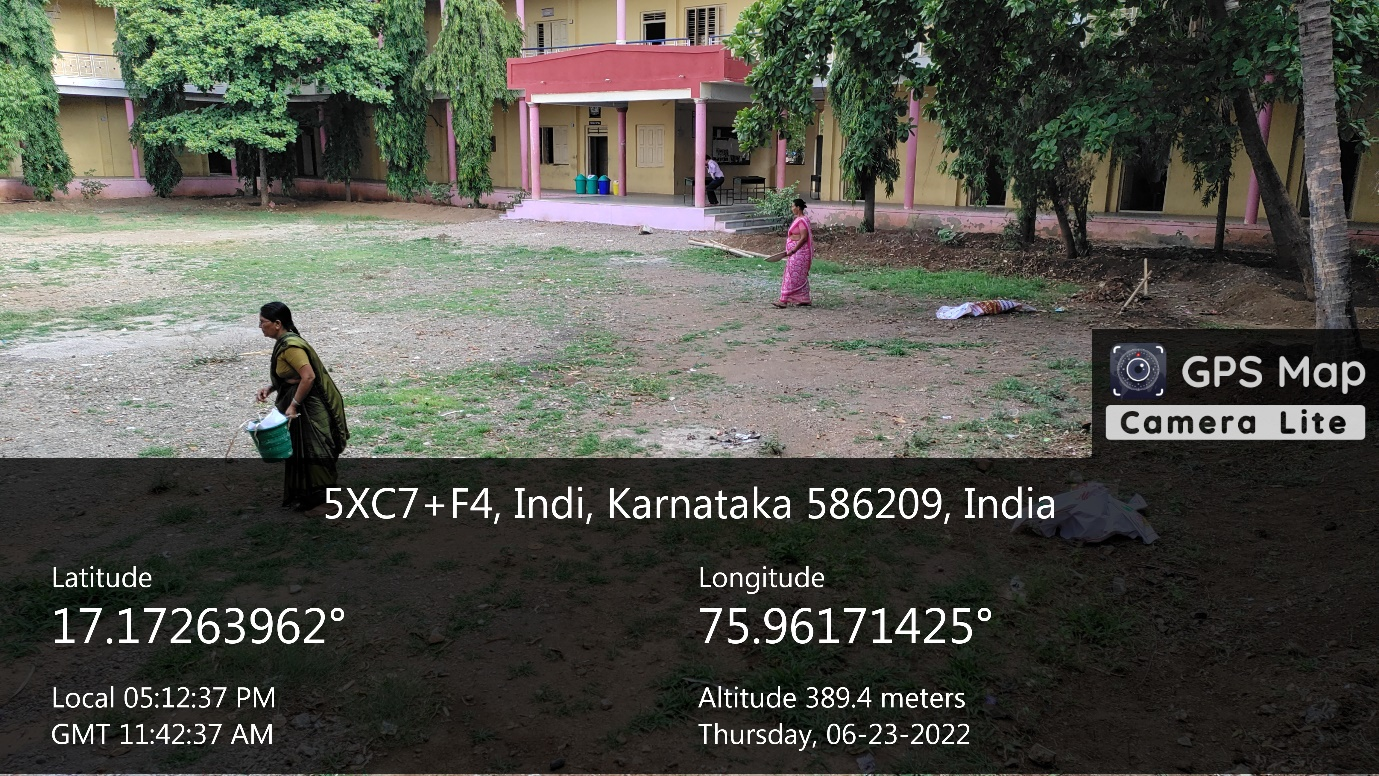 GPS Map
Camera Lite
5XC7+F4, Indi, Karnataka 586209, India
Latitude
17.17263962°
Longitude
75.96171425°
Local 05:12:37 PM
GMT 11:42:37 AM
Altitude 389.4 meters
Thursday, 06-23-2022